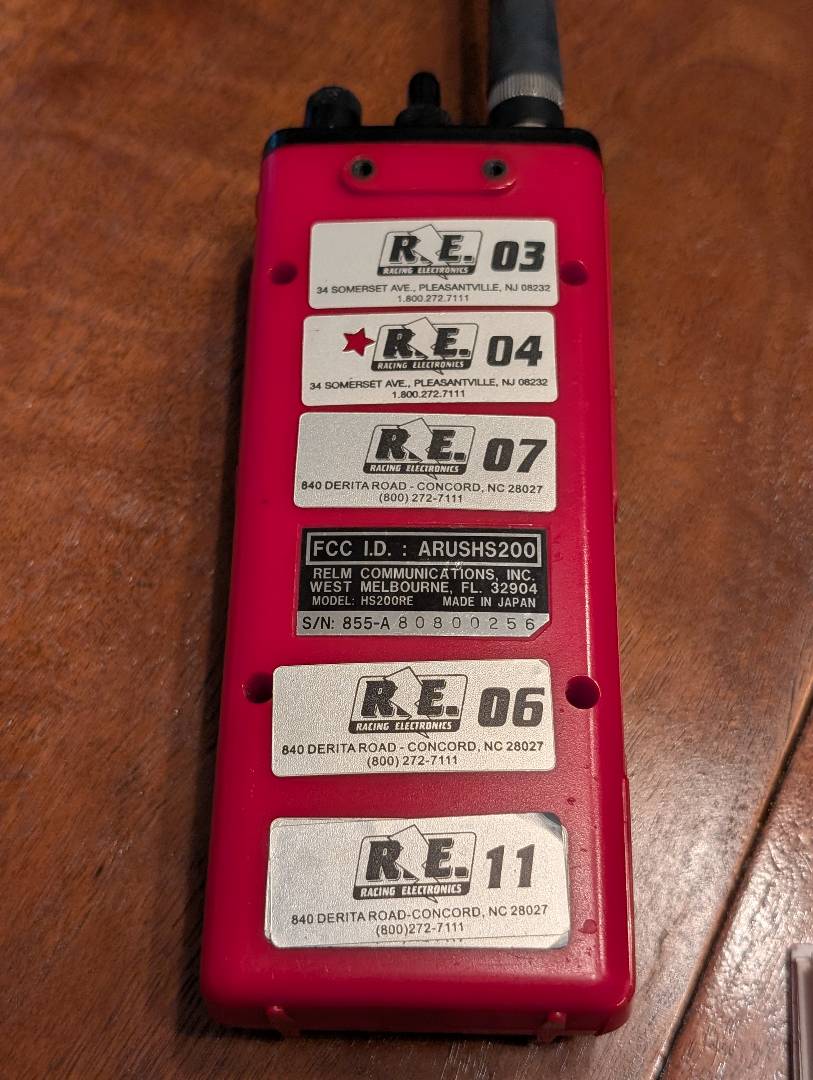 R.E. 03
RACING ELECTRONICS
34 SOMERSET AVE., PLEASANTVILLE, NJ 08232
1.800.272.7111
R.E. 04
RACING ELECTRONICS
34 SOMERSET AVE., PLEASANTVILLE, NJ 08232
1.800.272.7111
R.E. 07
RACING ELECTRONICS
840 DERITA ROAD - CONCORD, NC 28027
(800) 272-7111
FCC I.D. : ARUSHS200
RELM COMMUNICATIONS, INC.
WEST MELBOURNE, FL. 32904
MODEL: HS200RE MADE IN JAPAN
S/N: 855-A 80800256
R.E. 06
RACING ELECTRONICS
840 DERITA ROAD - CONCORD, NC 28027
(800) 272-7111
R.E. 11
RACING ELECTRONICS
840 DERITA ROAD-CONCORD, NC 28027
(800)272-7111